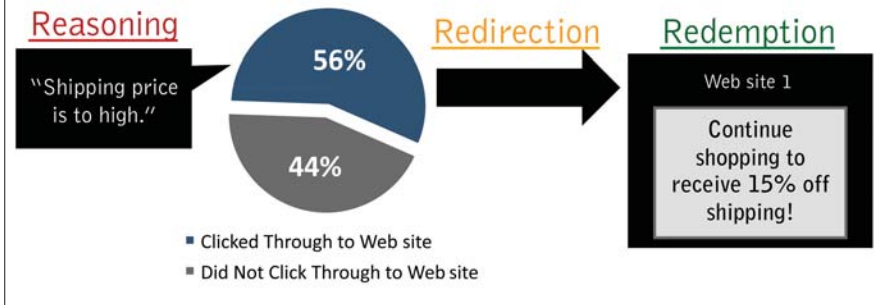 Reasoning
"Shipping price
is to high."
56%
44%
Clicked Through to Web site
Did Not Click Through to Web site
Redirection
Redemption
Web site 1
Continue
shopping to
receive 15% off
shipping!